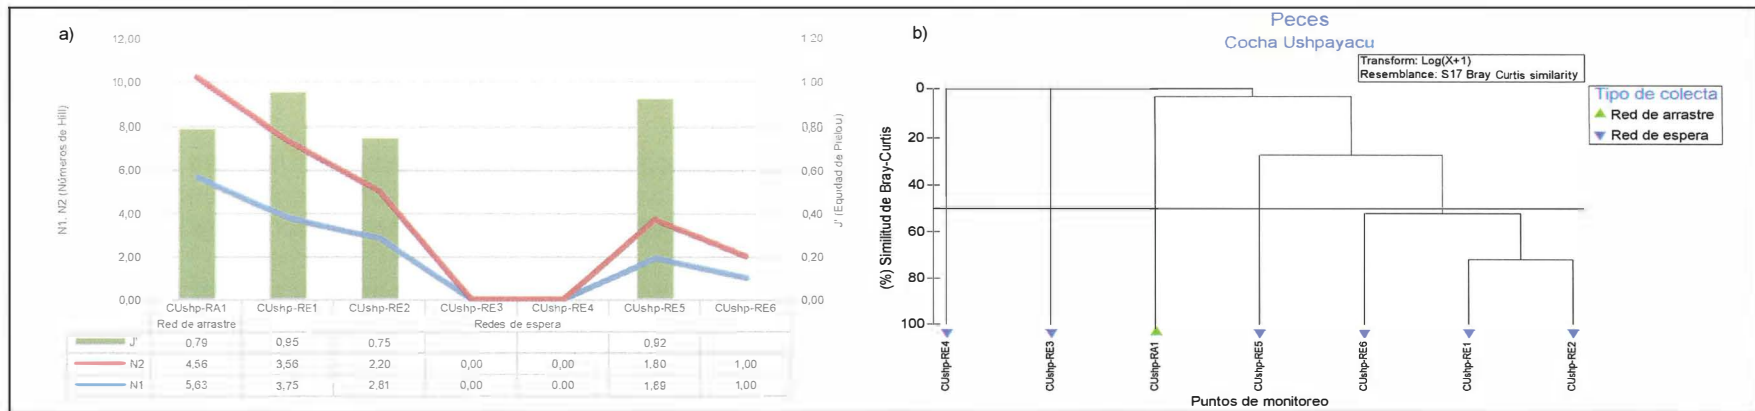 a)
12,00
10,00
8,00
6,00
4,00
2,00
0,00
N1. N2 (Números de Hill)
1 20
1 00
0,80
0,60
0,40
0,20
0,00
J' (Equidad de Pielou)
CUshp-RA1 CUshp-RE1 CUshp-RE2 CUshp-RE3 CUshp-RE4 CUshp-RE5 CUshp-RE6
Red de arrastre Redes de espera
J' 0,79 0,95 0,75 0,92
N2 4,56 3,56 2,20 0,00 0,00 1,80 1,00
N1 5,63 3,75 2,81 0,00 0.00 1,89 1,00
b)
Peces
Cocha Ushpayacu
Transform: Log(X+1)
Resemblance: S17 Bray Curtis similarity
Tipo de colecta
Red de arrastre
Red de espera
(%) Similitud de Bray-Curtis
0
20
40
60
80
100
CUshp-RE4
CUshp-RE3
CUshp-RA1
CUshp-RE5
CUshp-RE6
CUshp-RE1
CUshp-RE2
Puntos de monitoreo